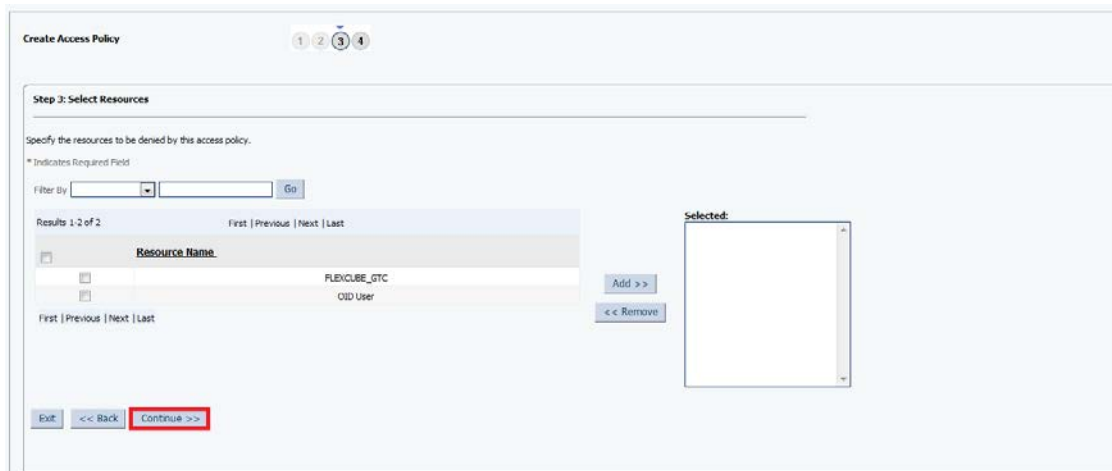 Create Access Policy
1 2 3 4
Step 3: Select Resources
Specify the resources to be denied by this access policy.
* Indicates Required Field
Filter By Go
Results 1-2 of 2 First | Previous | Next | Last
Resource Name
FLEXCUBE_GTC
OID User
First | Previous | Next | Last
Add >>
<< Remove
Selected:
Exit << Back Continue >>